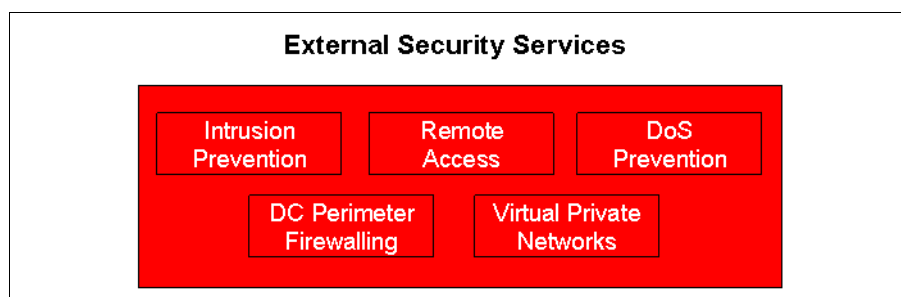 External Security Services
Intrusion
Prevention
Remote
Access
DoS
Prevention
DC Perimeter
Firewalling
Virtual Private
Networks